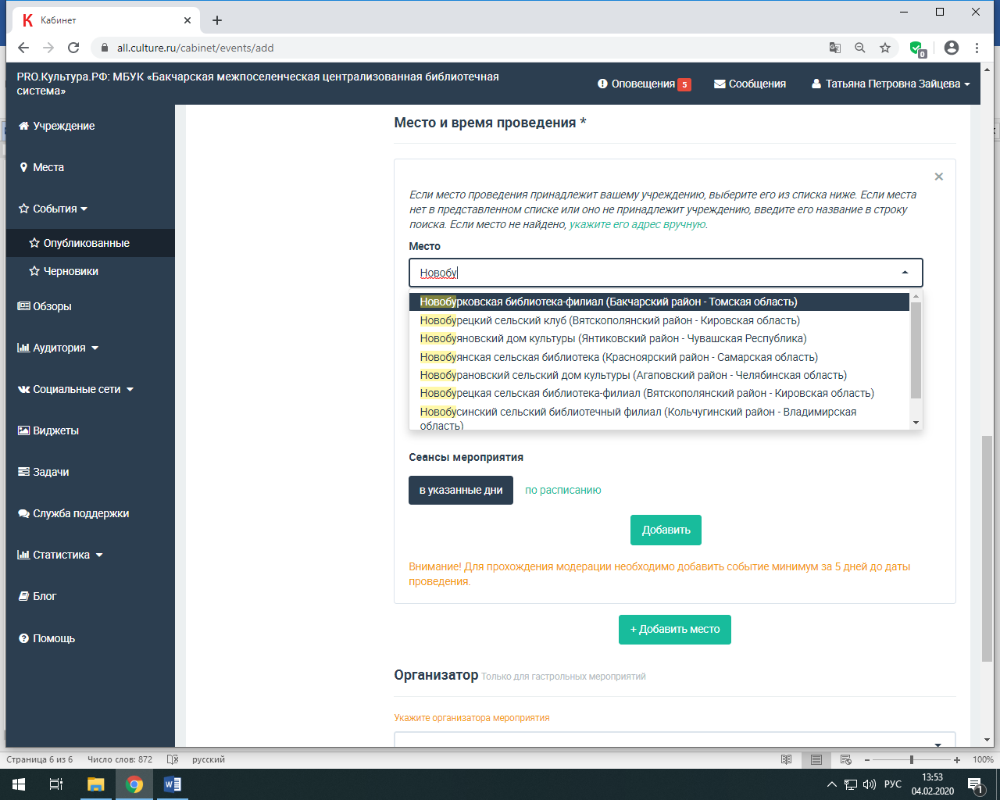 Кабинет
all.culture.ru/cabinet/events/add
0
PRO.Культура.РФ: МБУК «Бакчарская межпоселенческая централизованная библиотечная
система»
Оповещения 5
Сообщения
Татьяна Петровна Зайцева
Учреждение
Места
События
Опубликованные
Черновики
Обзоры
Аудитория
Социальные сети
Виджеты
Задачи
Служба поддержки
Статистика
Блог
Помощь
Место и время проведения *
Если место проведения принадлежит вашему учреждению, выберите его из списка ниже. Если места
нет в представленном списке или оно не принадлежит учреждению, введите его название в строку
поиска. Если место не найдено, укажите его адрес вручную.
Место
Новобу
Новобурковская библиотека-филиал (Бакчарский район - Томская область)
Новобурецкий сельский клуб (Вятскополянский район - Кировская область)
Новобуяновский дом культуры (Янтиковский район - Чувашская Республика)
Новобуянская сельская библиотека (Красноярский район - Самарская область)
Новобурановский сельский дом культуры (Агаповский район - Челябинская область)
Новобурецкая сельская библиотека-филиал (Вятскополянский район - Кировская область)
Новобусинский сельский библиотечный филиал (Кольчугинский район - Владимирская
область)
Сеансы мероприятия
в указанные дни
по расписанию
Добавить
Внимание! Для прохождения модерации необходимо добавить событие минимум за 5 дней до даты
проведения.
+ Добавить место
Организатор Только для гастрольных мероприятий
Укажите организатора мероприятия
Страница 6 из 6
Число слов: 872
русский
100%
РУС
13:53
04.02.2020
1